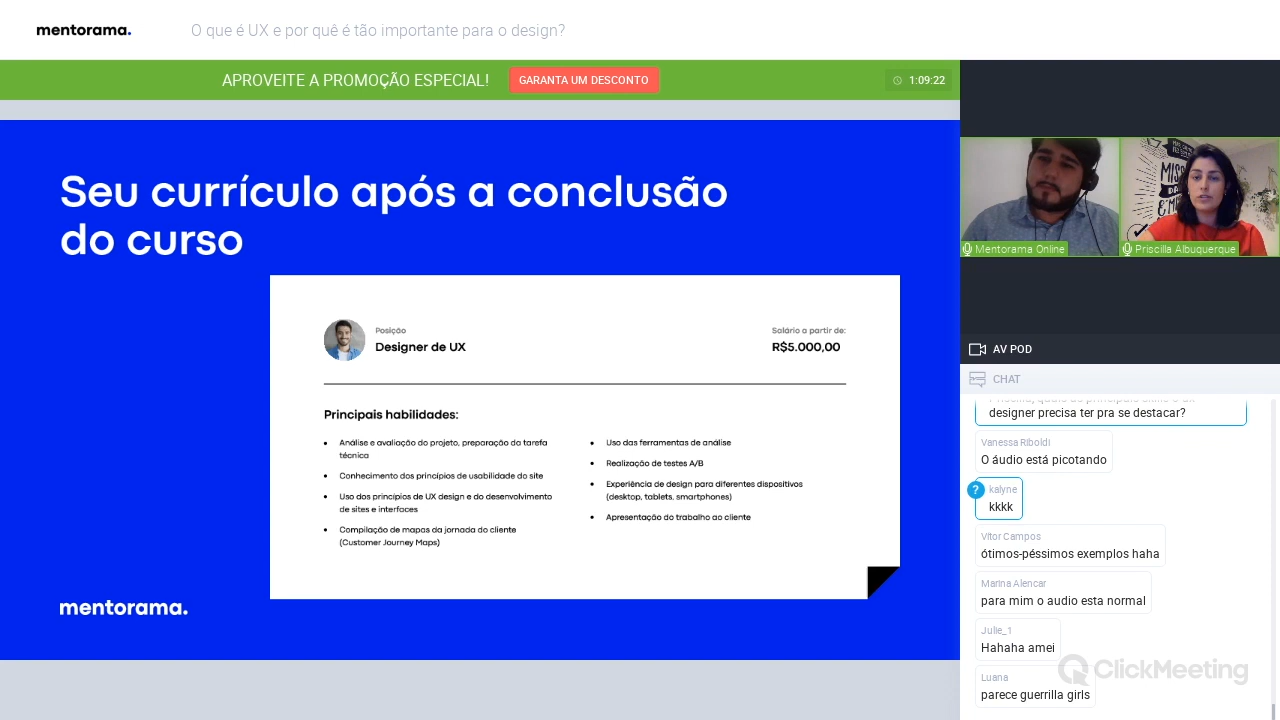 mentorama.
O que é UX e por quê é tão importante para o design?
APROVEITE A PROMOÇÃO ESPECIAL!
GARANTA UM DESCONTO
1:09:22
Seu currículo após a conclusão
do curso
Posição
Designer de UX
Salário a partir de:
R$5.000,00
Principais habilidades:
• Análise e avaliação do projeto, preparação da tarefa
técnica
• Conhecimento dos princípios de usabilidade do site
• Uso dos princípios de UX design e do desenvolvimento
de sites e interfaces
• Compilação de mapas da jornada do cliente
(Customer Journey Maps)
• Uso das ferramentas de análise
• Realização de testes A/B
• Experiência de design para diferentes dispositivos
(desktop, tablets, smartphones)
• Apresentação do trabalho ao cliente
mentorama.
Mentorama Online
Priscilla Albuquerque
AV POD
CHAT
designer precisa ter pra se destacar?
Vanessa Riboldi
O áudio está picotando
?
kalyne
kkkk
Vitor Campos
ótimos-péssimos exemplos haha
Marina Alencar
para mim o audio esta normal
Julie_1
Hahaha amei
Luana
parece guerrilla girls
ClickMeeting